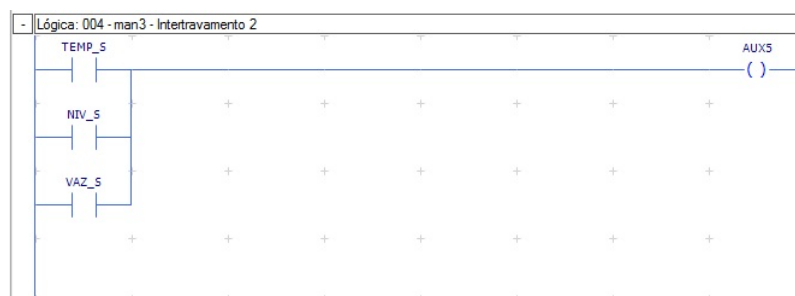 - Lógica: 004 - man3 - Intertravamento 2
TEMP_S
AUX5
( )
NIV_S
VAZ_S